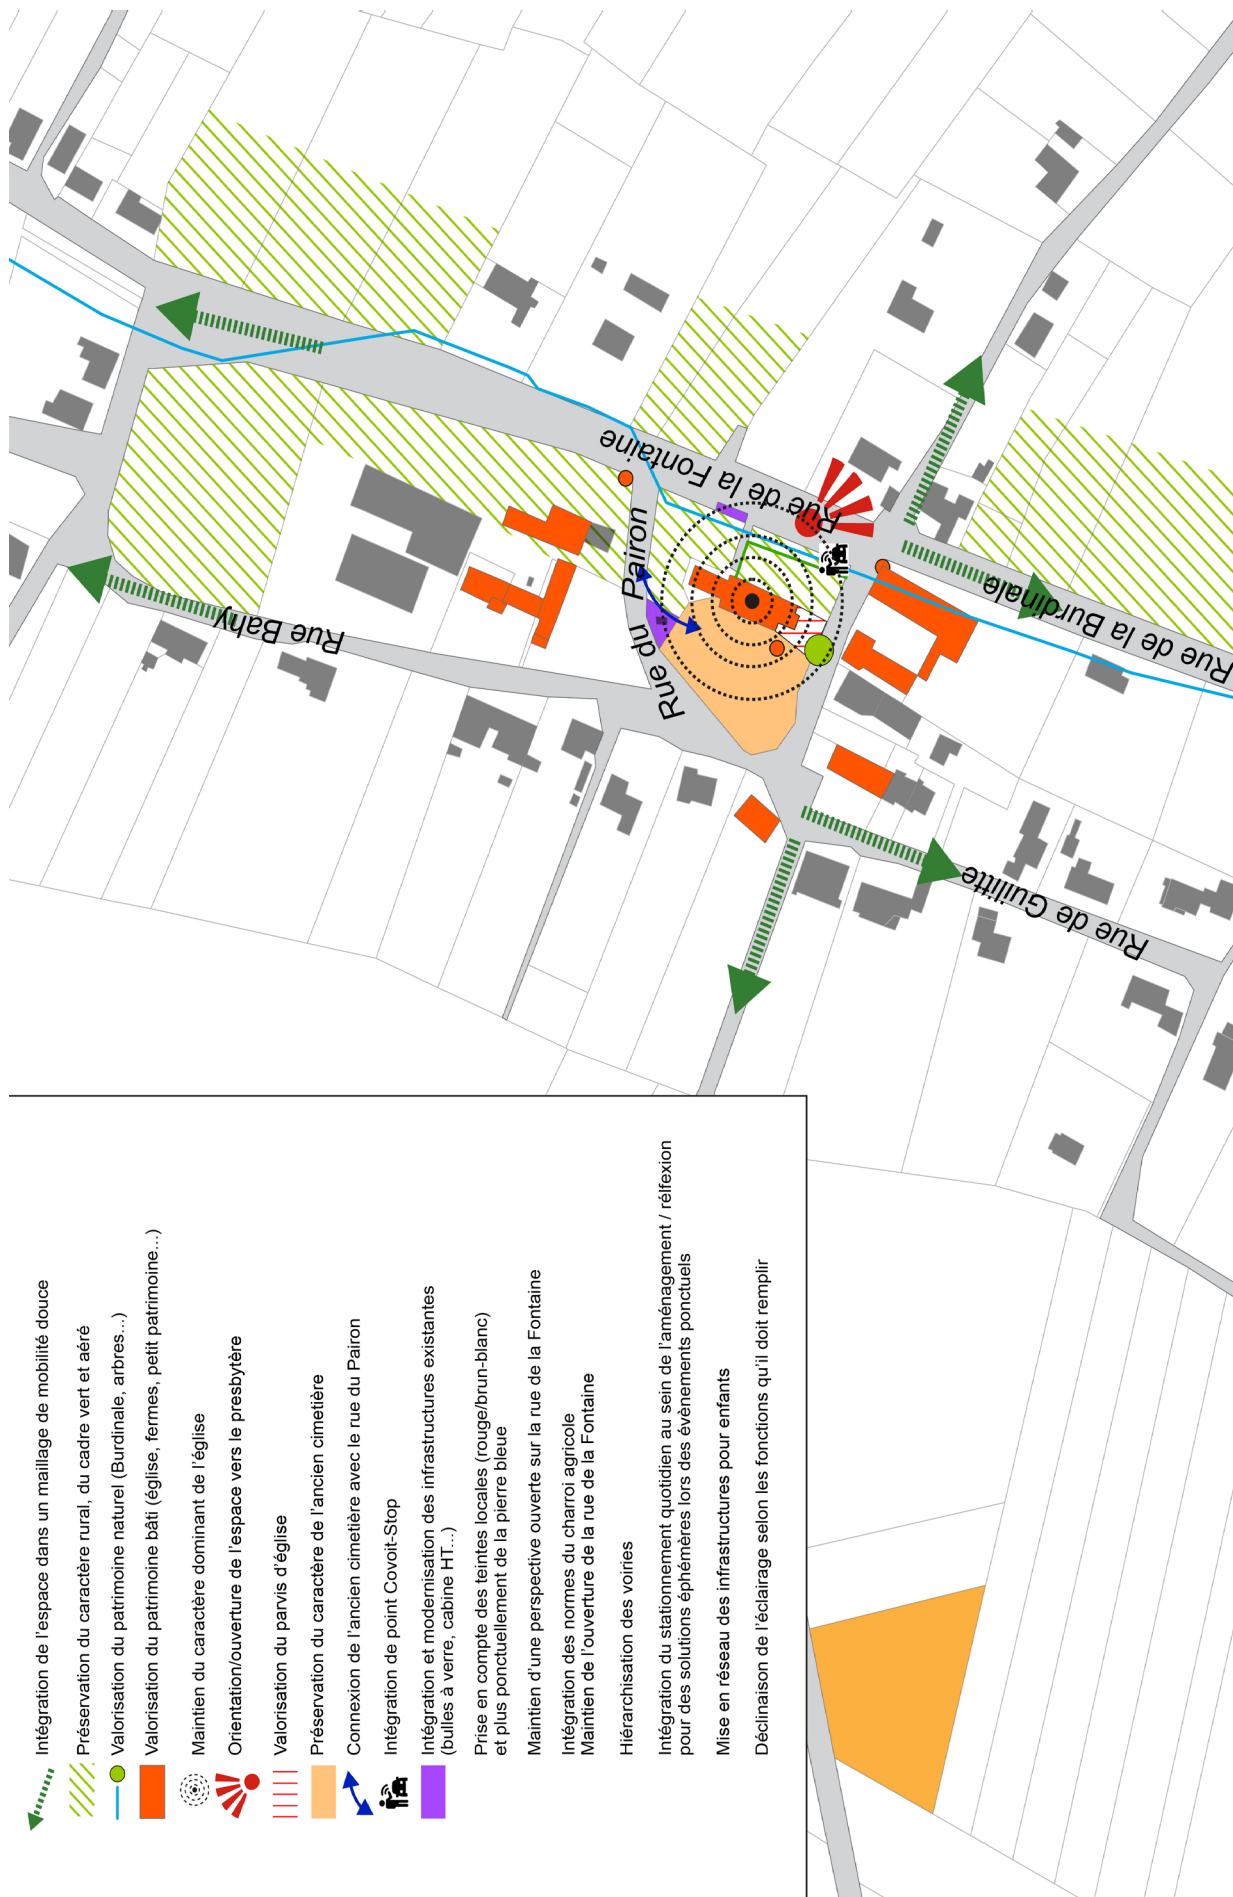 Rue de la Fontaine
Rue du Pairon
Rue Bahy
Rue de la Burdinale
Rue de Guilitte
Intégration de l'espace dans un maillage de mobilité douce
Préservation du caractère rural, du cadre vert et aéré
Valorisation du patrimoine naturel (Burdinale, arbres...)
Valorisation du patrimoine bâti (église, fermes, petit patrimoine...)
Maintien du caractère dominant de l'église
Orientation/ouverture de l'espace vers le presbytère
Valorisation du parvis d'église
Préservation du caractère de l'ancien cimetière
Connexion de l'ancien cimetière avec le rue du Pairon
Intégration de point Covoit-Stop
Intégration et modernisation des infrastructures existantes
(bulles à verre, cabine HT...)
Prise en compte des teintes locales (rouge/brun-blanc)
et plus ponctuellement de la pierre bleue
Maintien d'une perspective ouverte sur la rue de la Fontaine
Intégration des normes du charroi agricole
Maintien de l'ouverture de la rue de la Fontaine
Hiérarchisation des voiries
Intégration du stationnement quotidien au sein de l'aménagement / rélfexion
pour des solutions éphémères lors des évènements ponctuels
Mise en réseau des infrastructures pour enfants
Déclinaison de l'éclairage selon les fonctions qu'il doit remplir